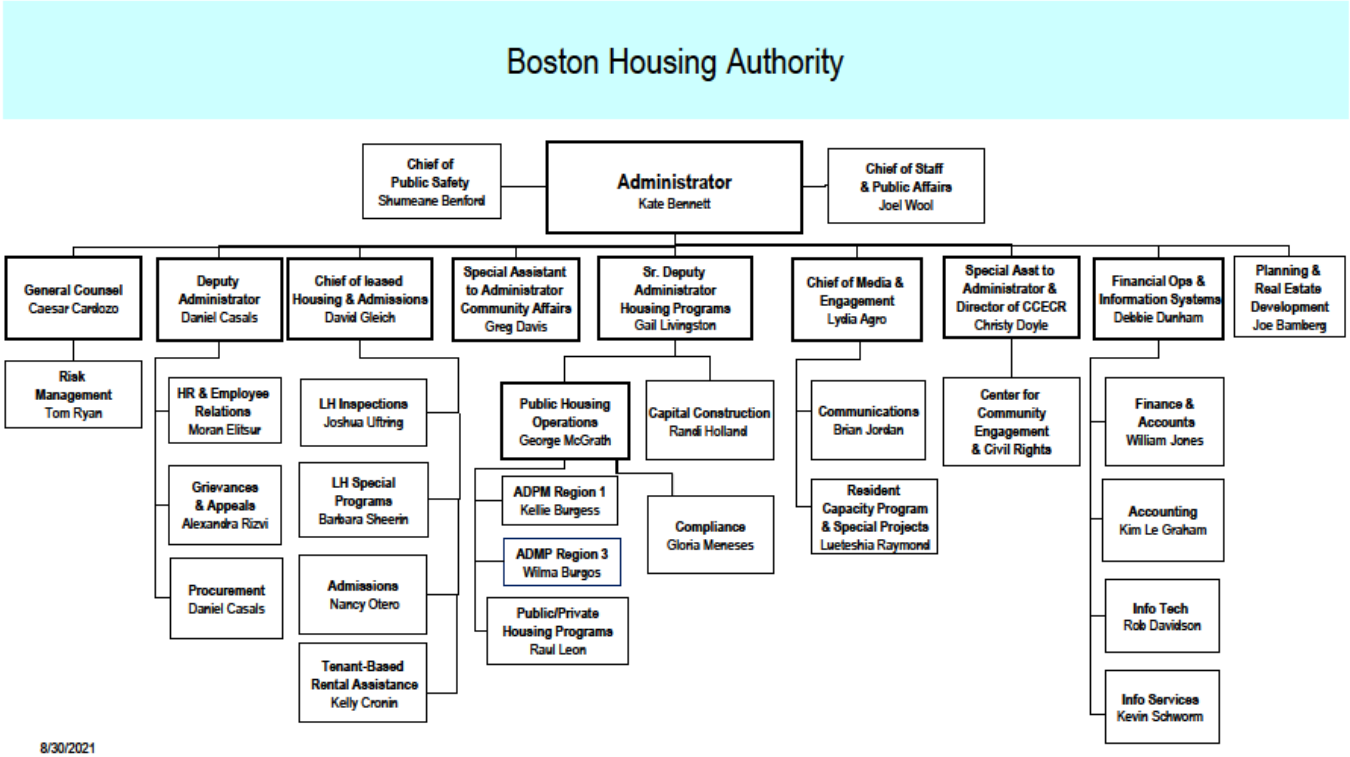 Boston Housing Authority
Chief of
Public Safety
Shumeane Benford
Administrator
Kate Bennett
Chief of Staff
& Public Affairs
Joel Wool
General Counsel
Caesar Cardozo
Deputy
Administrator
Daniel Casals
Chief of leased
Housing & Admissions
David Gleich
Special Assistant
to Administrator
Community Affairs
Greg Davis
Sr. Deputy
Administrator
Housing Programs
Gail Livingston
Chief of Media &
Engagement
Lydia Agro
Special Asst to
Administrator &
Director of CCECR
Christy Doyle
Financial Ops &
Information Systems
Debbie Dunham
Planning &
Real Estate
Development
Joe Bamberg
Risk
Management
Tom Ryan
HR & Employee
Relations
Moran Elitsur
Grievances
& Appeals
Alexandra Rizvi
Procurement
Daniel Casals
LH Inspections
Joshua Uftring
LH Special
Programs
Barbara Sheerin
Admissions
Nancy Otero
Tenant-Based
Rental Assistance
Kelly Cronin
Public Housing
Operations
George McGrath
Capital Construction
Randi Holland
ADPM Region 1
Kellie Burgess
ADMP Region 3
Wilma Burgos
Public/Private
Housing Programs
Raul Leon
Compliance
Gloria Meneses
Communications
Brian Jordan
Resident
Capacity Program
& Special Projects
Lueteshia Raymond
Center for
Community
Engagement
& Civil Rights
Finance &
Accounts
William Jones
Accounting
Kim Le Graham
Info Tech
Rob Davidson
Info Services
Kevin Schworm
8/30/2021